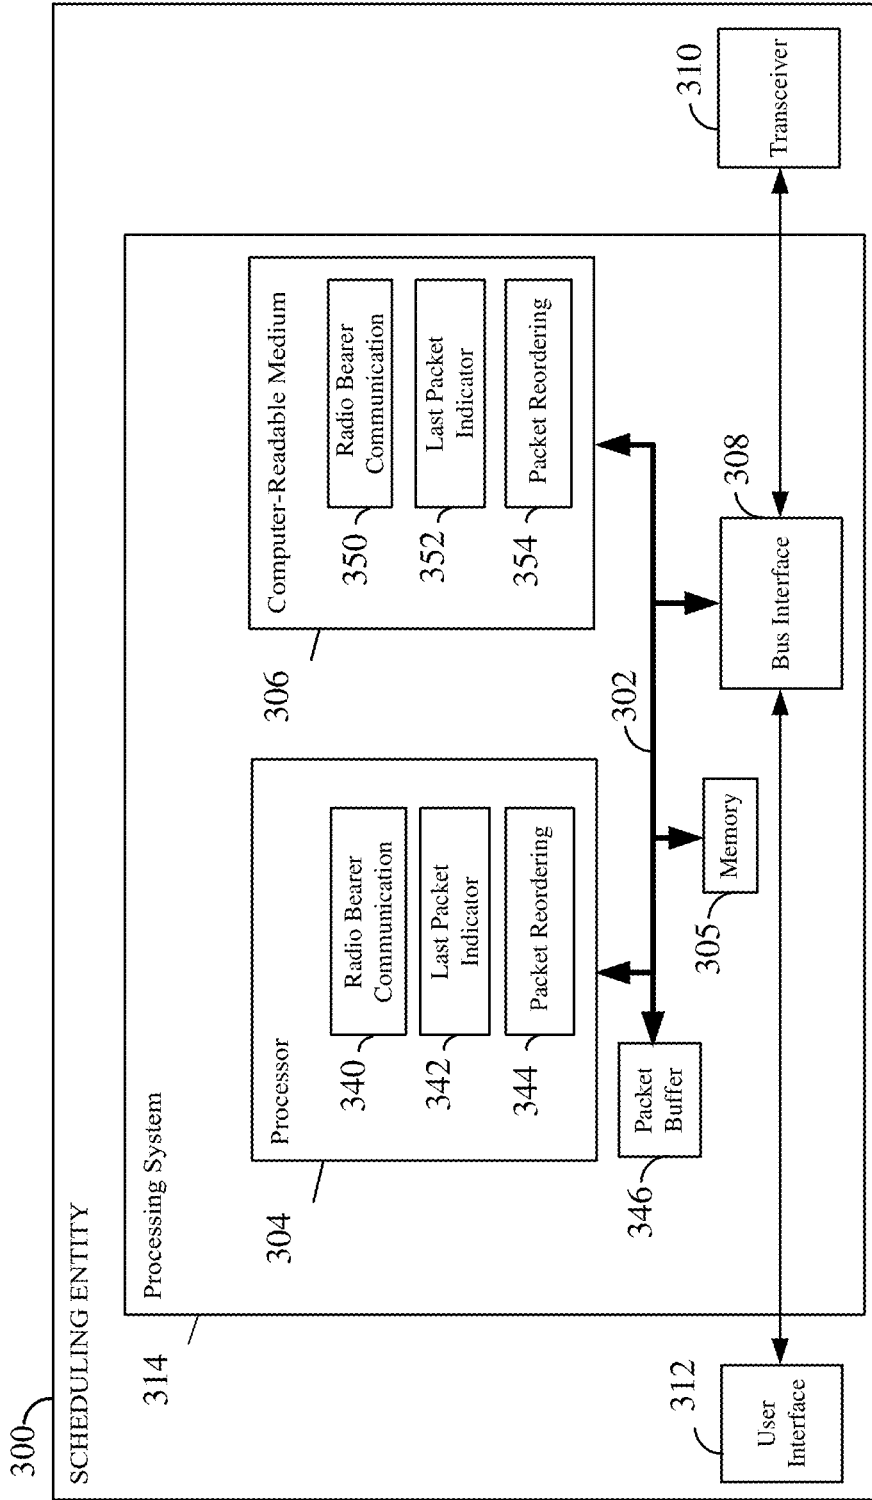 300
SCHEDULING ENTITY
314
Processing System
304
Processor
340
Radio Bearer
Communication
342
Last Packet
Indicator
344
Packet Reordering
306
Computer-Readable Medium
350
Radio Bearer
Communication
352
Last Packet
Indicator
354
Packet Reordering
346
Packet
Buffer
302
305
Memory
308
Bus Interface
312
User
Interface
310
Transceiver